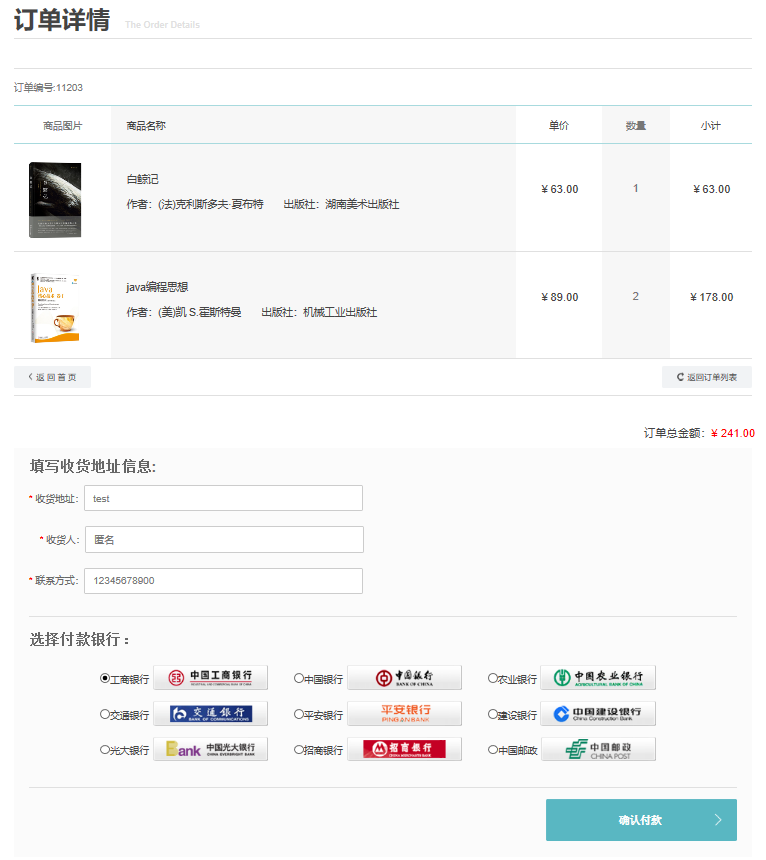 订单详情 The Order Details
订单编号:11203
商品图片 商品名称 单价 数量 小计
白鲸记
作者：(法)克利斯多夫·夏布特 出版社：湖南美术出版社
¥ 63.00 1 ¥ 63.00
java
java编程思想
作者：(美)凯 S.霍斯特曼 出版社：机械工业出版社
¥ 89.00 2 ¥ 178.00
返 回 首 页 返回订单列表
订单总金额：¥ 241.00
填写收货地址信息:
* 收货地址： test
* 收货人： 匿名
* 联系方式： 12345678900
选择付款银行：
工商银行 中国工商银行 INDUSTRIAL AND COMMERCIAL BANK OF CHINA 中国银行 中国银行 BANK OF CHINA 农业银行 中国农业银行 AGRICULTURAL BANK OF CHINA
交通银行 交通银行 BANK OF COMMUNICATIONS 平安银行 平安银行 PINGAN BANK 建设银行 中国建设银行 China Construction Bank
光大银行 Bank 中国光大银行 CHINA EVERBRIGHT BANK 招商银行 招商银行 CHINA MERCHANTS BANK 中国邮政 中国邮政 CHINA POST
确认付款